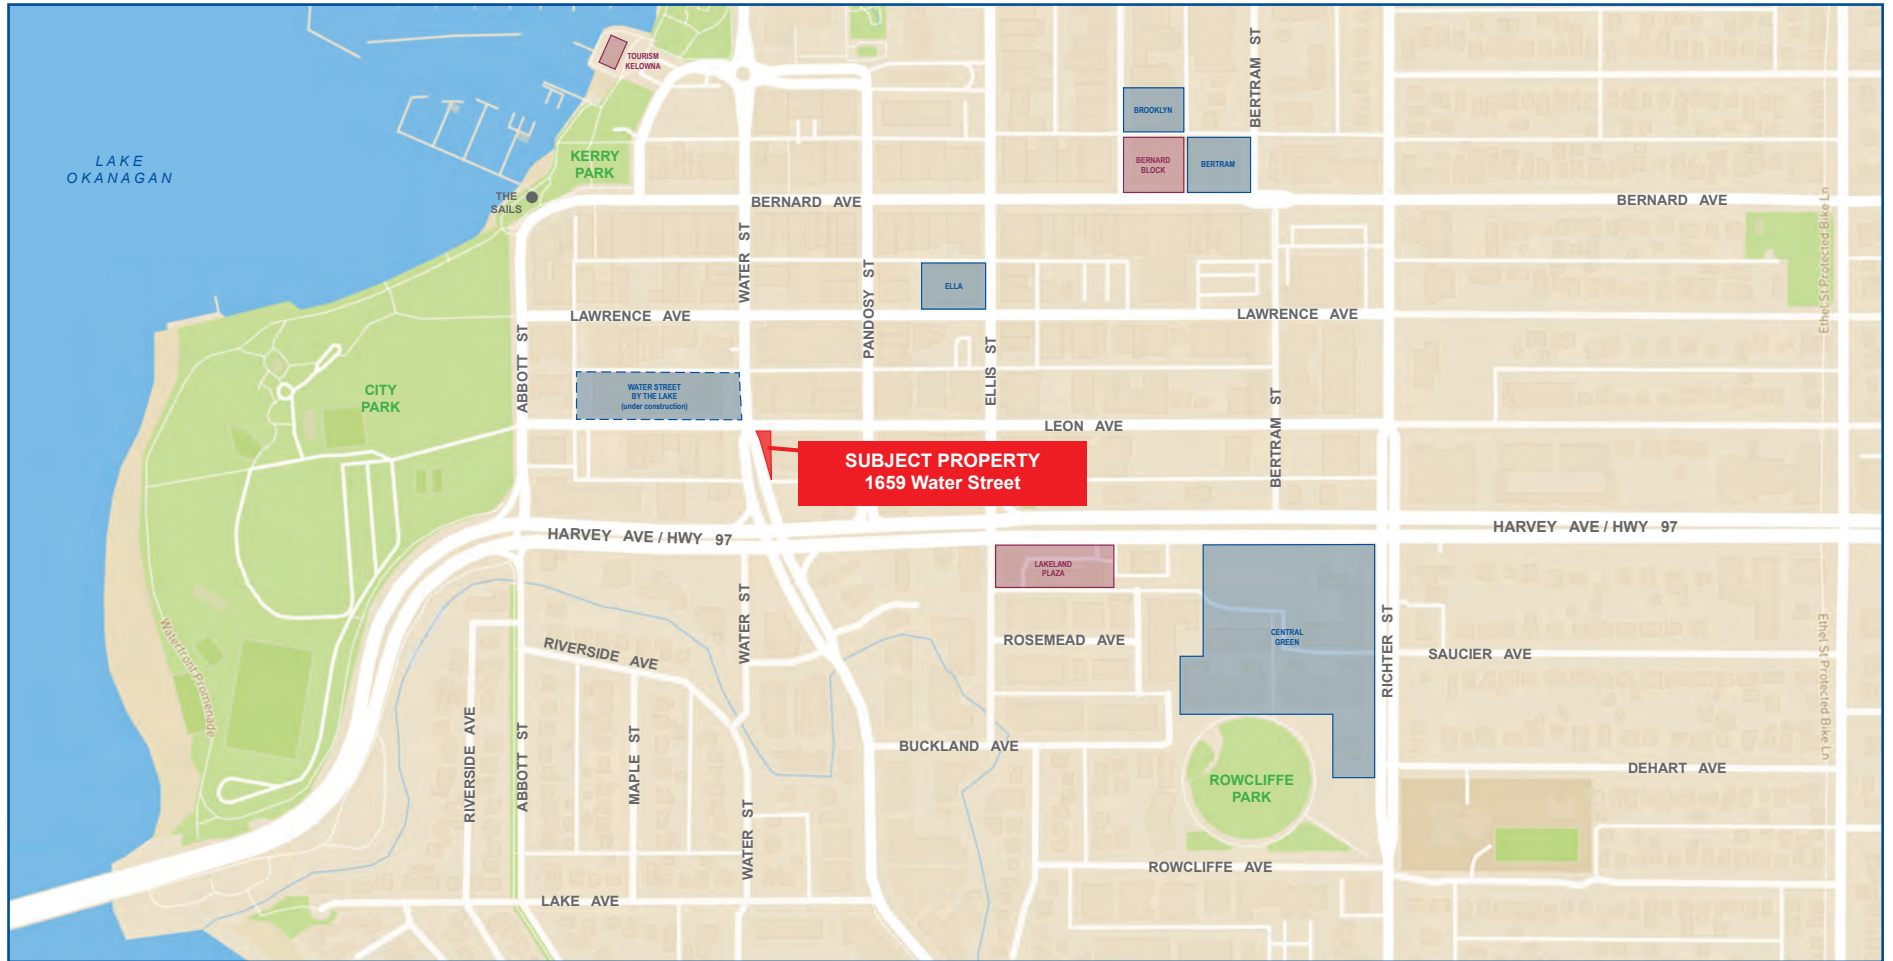 TOURISM
KELOWNA
BERTRAM ST
BROOKLYN
LAKE
OKANAGAN
KERRY
PARK
BERNARD
BLOCK
BERTRAM
THE
SAILS
BERNARD AVE
BERNARD AVE
WATER ST
PANDOSY ST
Ethel St Protected Bike Ln
ELLA
LAWRENCE AVE
LAWRENCE AVE
ABBOTT ST
ELLIS ST
CITY
PARK
WATER STREET
BY THE LAKE
(under construction)
BERTRAM ST
LEON AVE
SUBJECT PROPERTY
1659 Water Street
HARVEY AVE / HWY 97
HARVEY AVE / HWY 97
LAKELAND
PLAZA
WATER ST
ROSEMEAD AVE
CENTRAL
GREEN
RICHTER ST
SAUCIER AVE
RIVERSIDE AVE
Waterfront Promenade
Ethel St Protected Bike Ln
RIVERSIDE AVE
ABBOTT ST
MAPLE ST
BUCKLAND AVE
ROWCLIFFE
PARK
DEHART AVE
WATER ST
ROWCLIFFE AVE
LAKE AVE